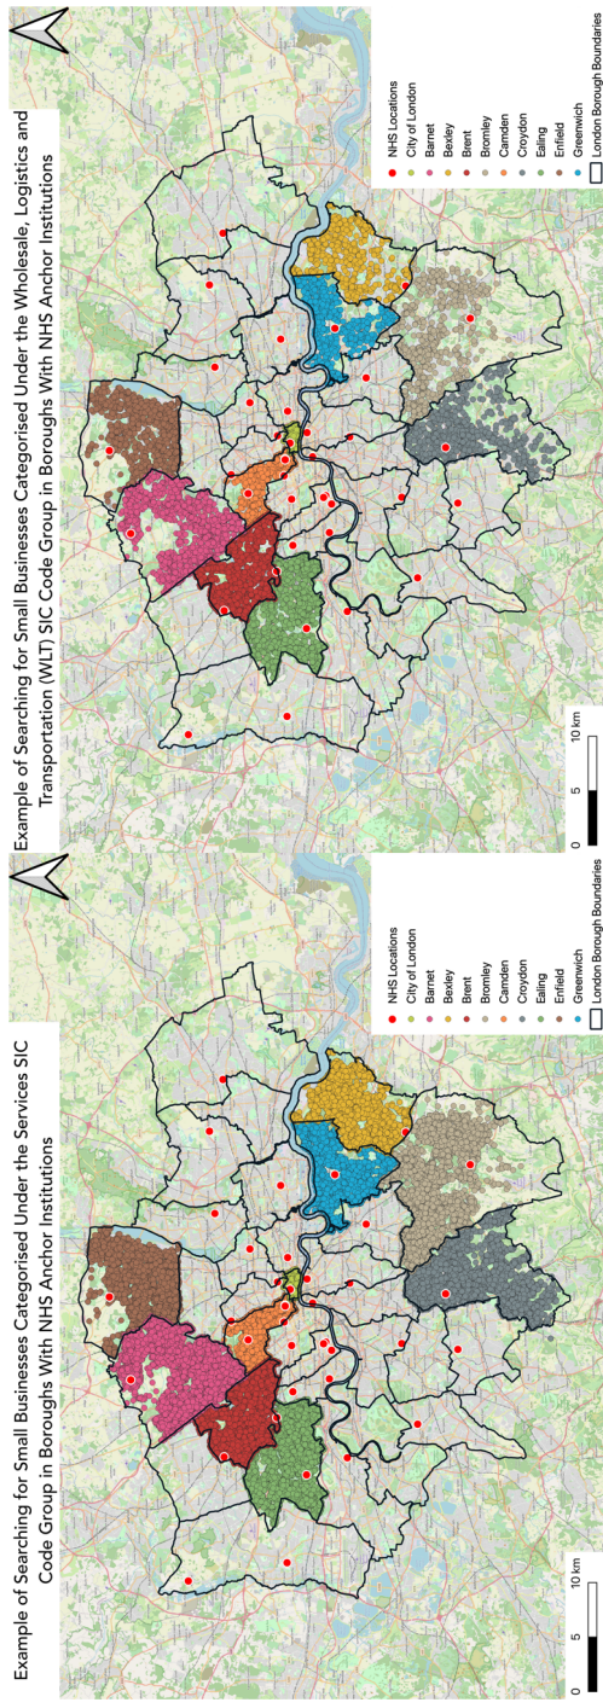 Example of Searching for Small Businesses Categorised Under the Services SIC
Code Group in Boroughs With NHS Anchor Institutions
NHS Locations
City of London
Barnet
Bexley
Brent
Bromley
Camden
Croydon
Ealing
Enfield
Greenwich
London Borough Boundaries
0 5 10 km
Example of Searching for Small Businesses Categorised Under the Wholesale, Logistics and
Transportation (WLT) SIC Code Group in Boroughs With NHS Anchor Institutions
NHS Locations
City of London
Barnet
Bexley
Brent
Bromley
Camden
Croydon
Ealing
Enfield
Greenwich
London Borough Boundaries
0 5 10 km